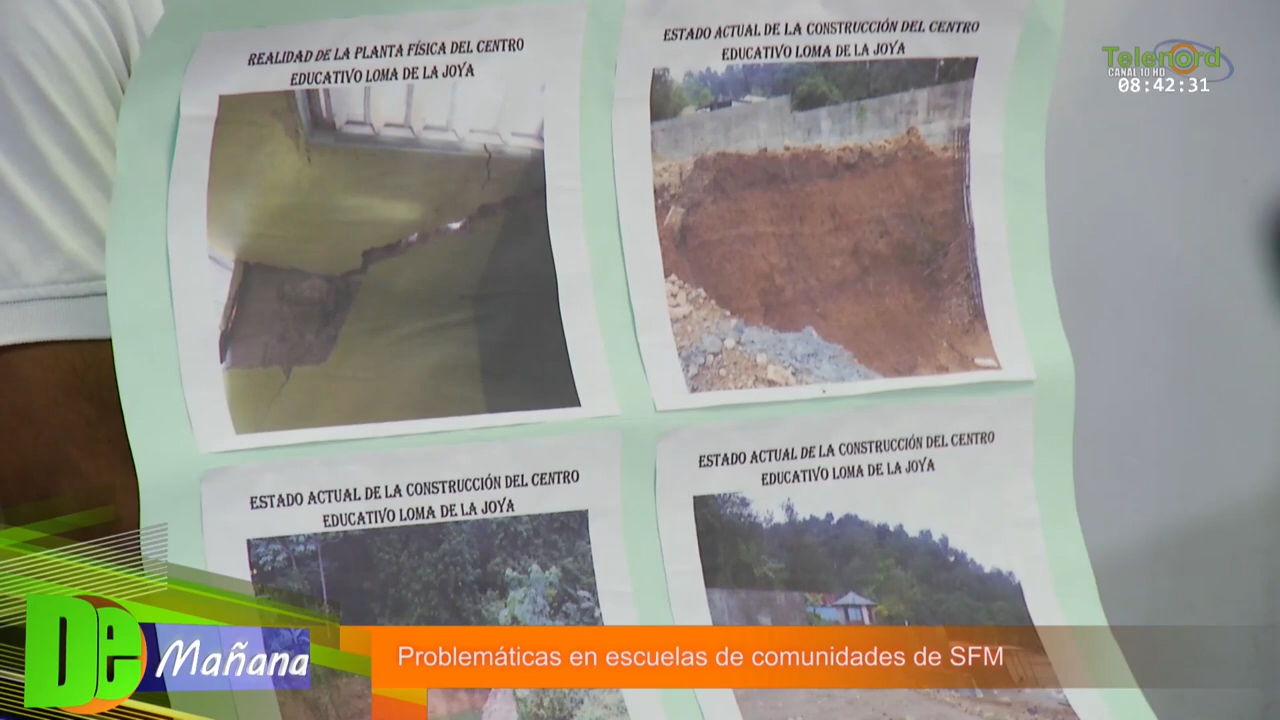 REALIDAD DE LA PLANTA FÍSICA DEL CENTRO
EDUCATIVO LOMA DE LA JOYA
ESTADO ACTUAL DE LA CONSTRUCCIÓN DEL CENTRO
EDUCATIVO LOMA DE LA JOYA
Telenord
CANAL 10 HD
08:42:31
ESTADO ACTUAL DE LA CONSTRUCCIÓN DEL CENTRO
EDUCATIVO LOMA DE LA JOYA
ESTADO ACTUAL DE LA CONSTRUCCIÓN DEL CENTRO
EDUCATIVO LOMA DE LA JOYA
De Mañana
Problemáticas en escuelas de comunidades de SFM